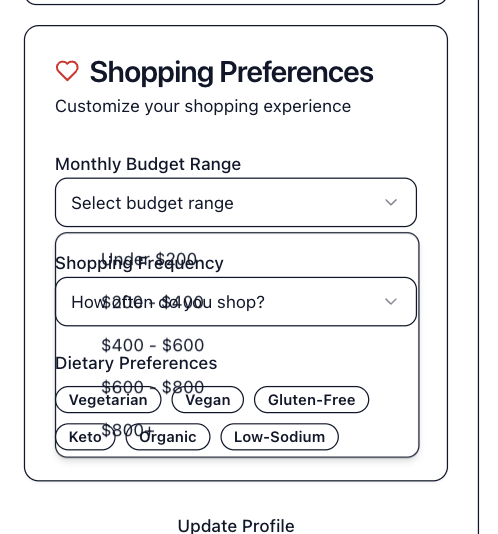 Shopping Preferences
Customize your shopping experience
Monthly Budget Range
Select budget range
Under $200
Shopping Frequency
How often do you shop?
$200 - $400
$400 - $600
Dietary Preferences
$600 - $800
Vegetarian Vegan Gluten-Free
$800+
Keto Organic Low-Sodium
Update Profile